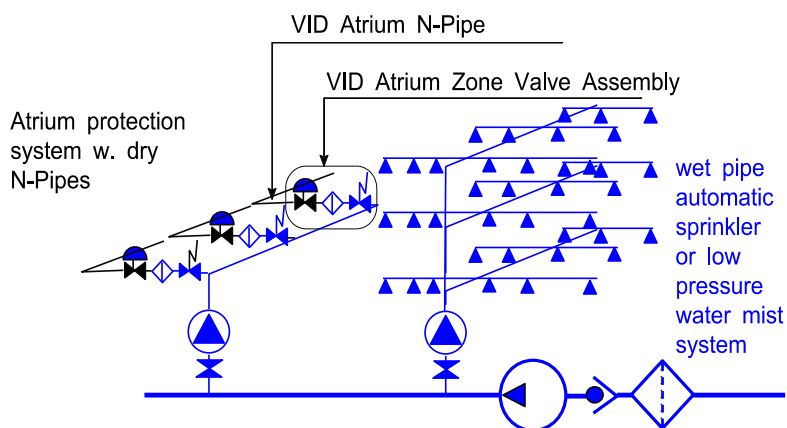 VID Atrium N-Pipe
VID Atrium Zone Valve Assembly
Atrium protection
system w. dry
N-Pipes
wet pipe
automatic
sprinkler
or low
pressure
water mist
system